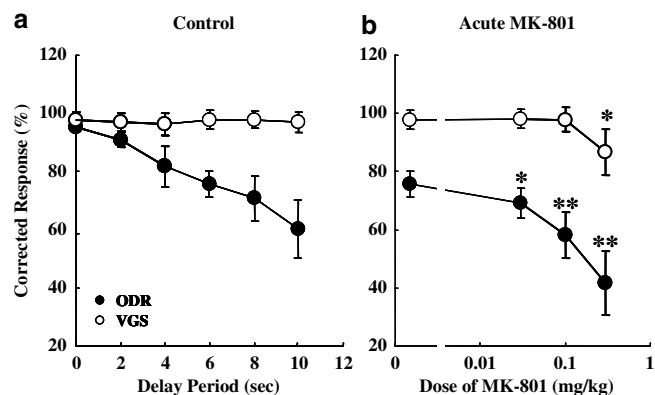 a Control
b Acute MK-801
Corrected Response (%)
120
100
80
60
40
20
ODR
VGS
0 2 4 6 8 10 12
Delay Period (sec)
120
100
80
60
40
20
*
*
**
**
0 0.01 0.1 1
Dose of MK-801 (mg/kg)